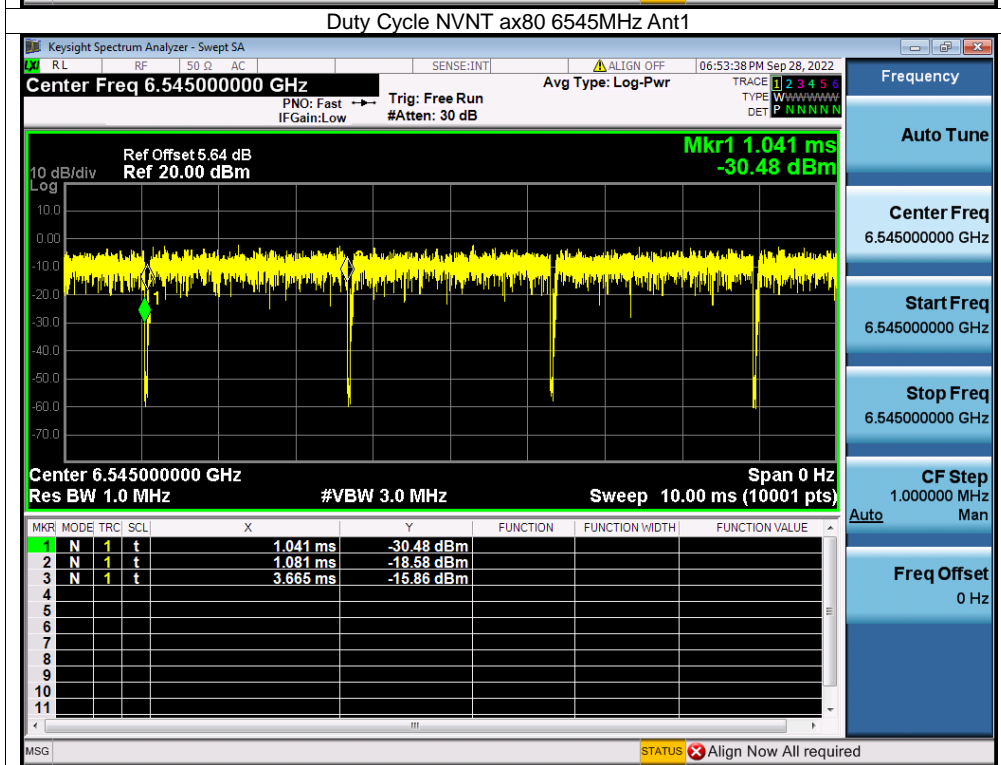 Duty Cycle NVNT ax80 6545MHz Ant1
Keysight Spectrum Analyzer - Swept SA
LXI RL RF 50 Ω AC SENSE:INT ALIGN OFF 06:53:38 PM Sep 28, 2022
Center Freq 6.545000000 GHz
PNO: Fast
IFGain:Low
Trig: Free Run
#Atten: 30 dB
Avg Type: Log-Pwr
TRACE 1 2 3 4 5 6
TYPE WWWWWW
DET P N N N N N
Ref Offset 5.64 dB
10 dB/div Ref 20.00 dBm
Log
Mkr1 1.041 ms
-30.48 dBm
10.0
0.00
-10.0
-20.0
-30.0
-40.0
-50.0
-60.0
-70.0
Center 6.545000000 GHz Span 0 Hz
Res BW 1.0 MHz #VBW 3.0 MHz Sweep 10.00 ms (10001 pts)
MKR MODE TRC SCL X Y FUNCTION FUNCTION WIDTH FUNCTION VALUE
1 N 1 t 1.041 ms -30.48 dBm
2 N 1 t 1.081 ms -18.58 dBm
3 N 1 t 3.665 ms -15.86 dBm
4
5
6
7
8
9
10
11
MSG STATUS Align Now All required
Frequency
Auto Tune
Center Freq
6.545000000 GHz
Start Freq
6.545000000 GHz
Stop Freq
6.545000000 GHz
CF Step
1.000000 MHz
Auto Man
Freq Offset
0 Hz